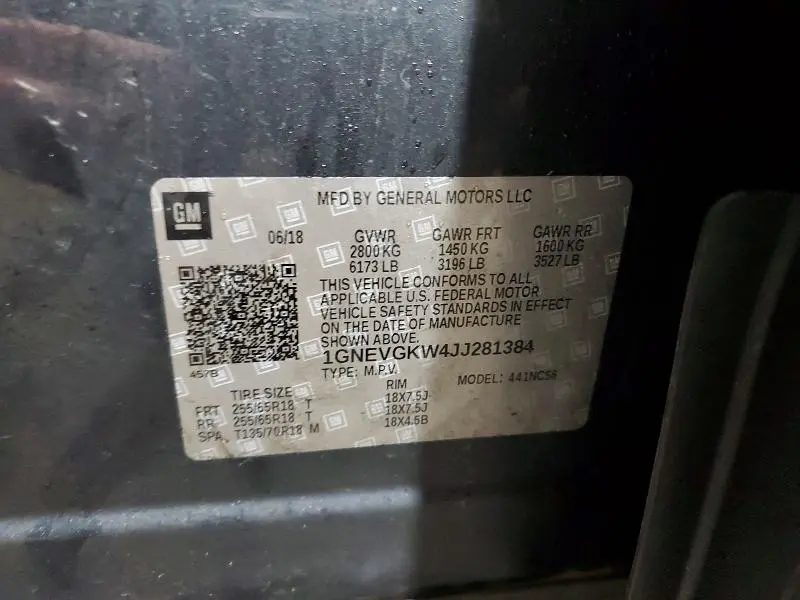 GM
MFD BY GENERAL MOTORS LLC
06/18 GVWR GAWR FRT GAWR RR
2800 KG 1450 KG 1600 KG
6173 LB 3196 LB 3527 LB
THIS VEHICLE CONFORMS TO ALL
APPLICABLE U.S. FEDERAL MOTOR
VEHICLE SAFETY STANDARDS IN EFFECT
ON THE DATE OF MANUFACTURE
SHOWN ABOVE.
1GNEVGKW4JJ281384
457B
TYPE: M.P.V. MODEL: 441NC56
TIRE SIZE RIM
FRT 255/65R18 T 18X7.5J
RR 255/65R18 T 18X7.5J
SPA T135/70R18 M 18X4.5B